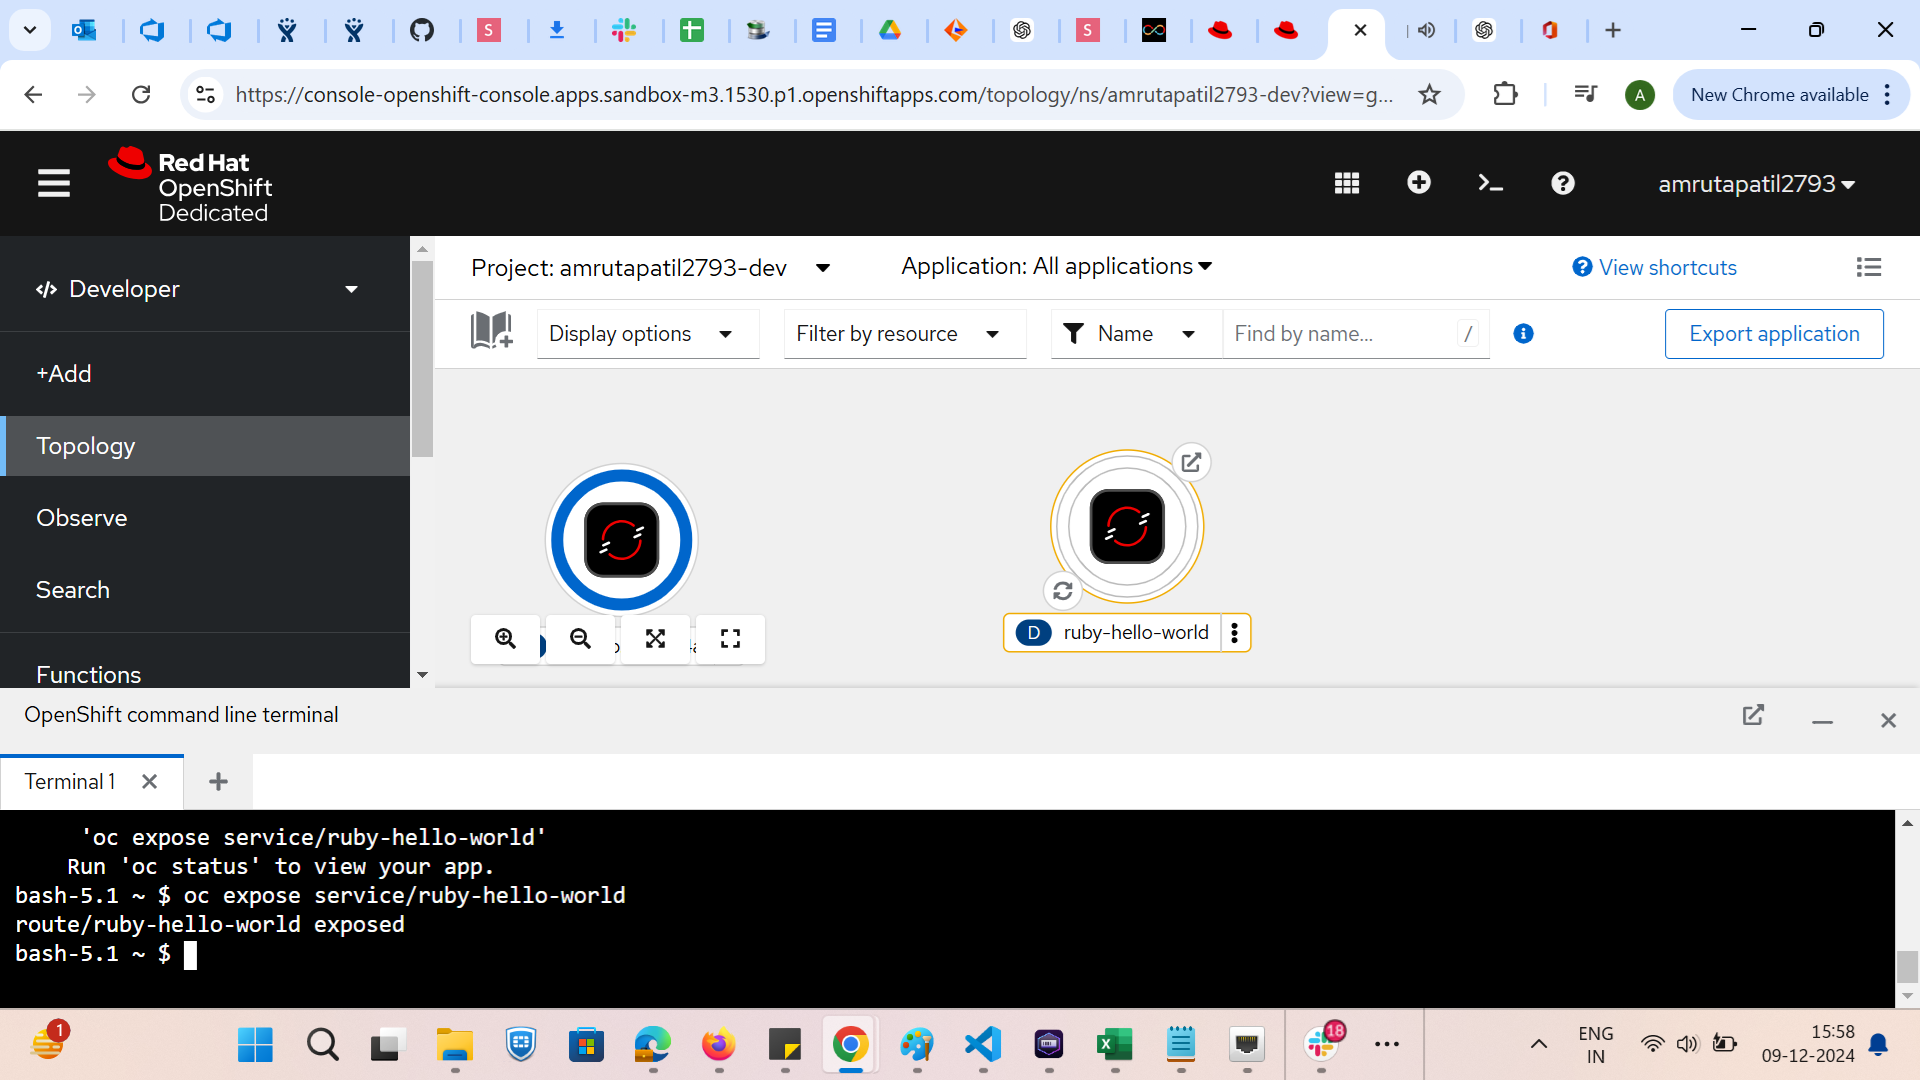 S
S
https://console-openshift-console.apps.sandbox-m3.1530.p1.openshiftapps.com/topology/ns/amrutapatil2793-dev?view=g...
A
New Chrome available
Red Hat
OpenShift
Dedicated
amrutapatil2793
Developer
Project: amrutapatil2793-dev
Application: All applications
View shortcuts
+Add
Display options
Filter by resource
Name
Find by name...
/
Export application
Topology
Observe
Search
Functions
D
ruby-hello-world
OpenShift command line terminal
Terminal 1
'oc expose service/ruby-hello-world'
Run 'oc status' to view your app.
bash-5.1 ~ $ oc expose service/ruby-hello-world
route/ruby-hello-world exposed
bash-5.1 ~ $
1
18
ENG
IN
15:58
09-12-2024